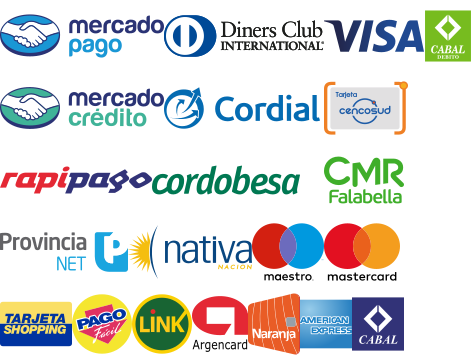 mercado
pago
Diners Club
INTERNATIONAL®
VISA
CABAL
DEBITO
mercado
crédito
Cordial
Tarjeta
cencosud
rapipago
cordobesa
CMR
Falabella
Provincia
NET
P
nativa
NACION
maestro.
mastercard
TARJETA
SHOPPING
PAGO
Fácil
LINK
Argencard
Naranja
AMERICAN
EXPRESS
CABAL